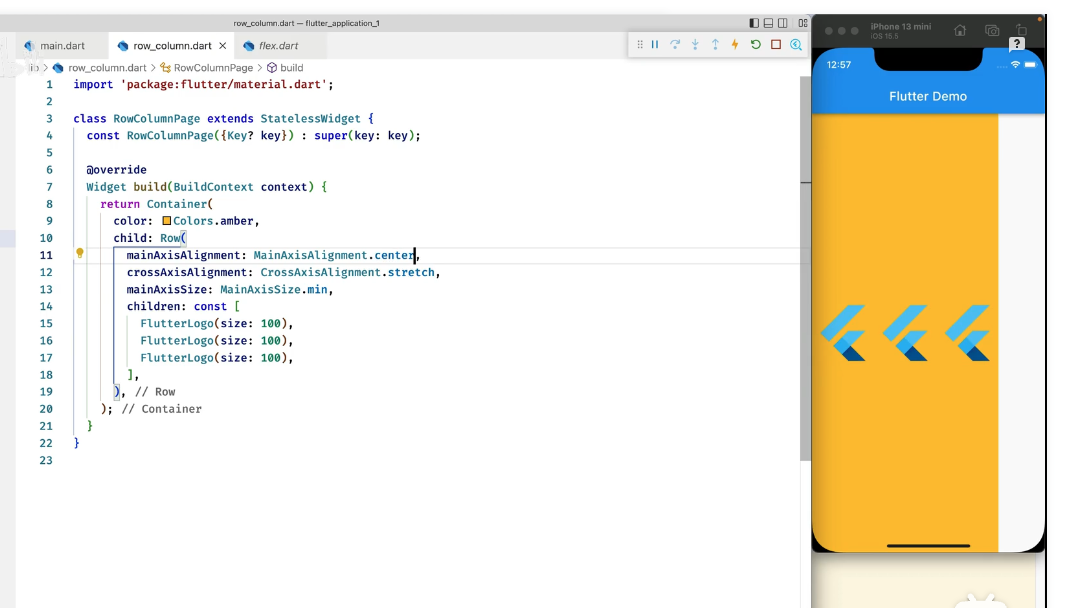 row_column.dart — flutter_application_1
main.dart
row_column.dart
flex.dart
row_column.dart > RowColumnPage > build
1 import 'package:flutter/material.dart';
2
3 class RowColumnPage extends StatelessWidget {
4 const RowColumnPage({Key? key}) : super(key: key);
5
6 @override
7 Widget build(BuildContext context) {
8 return Container(
9 color: Colors.amber,
10 child: Row(
11 mainAxisAlignment: MainAxisAlignment.center,
12 crossAxisAlignment: CrossAxisAlignment.stretch,
13 mainAxisSize: MainAxisSize.min,
14 children: const [
15 FlutterLogo(size: 100),
16 FlutterLogo(size: 100),
17 FlutterLogo(size: 100),
18 ],
19 ), // Row
20 ); // Container
21 }
22 }
23
iPhone 13 mini
iOS 15.5
?
12:57
Flutter Demo